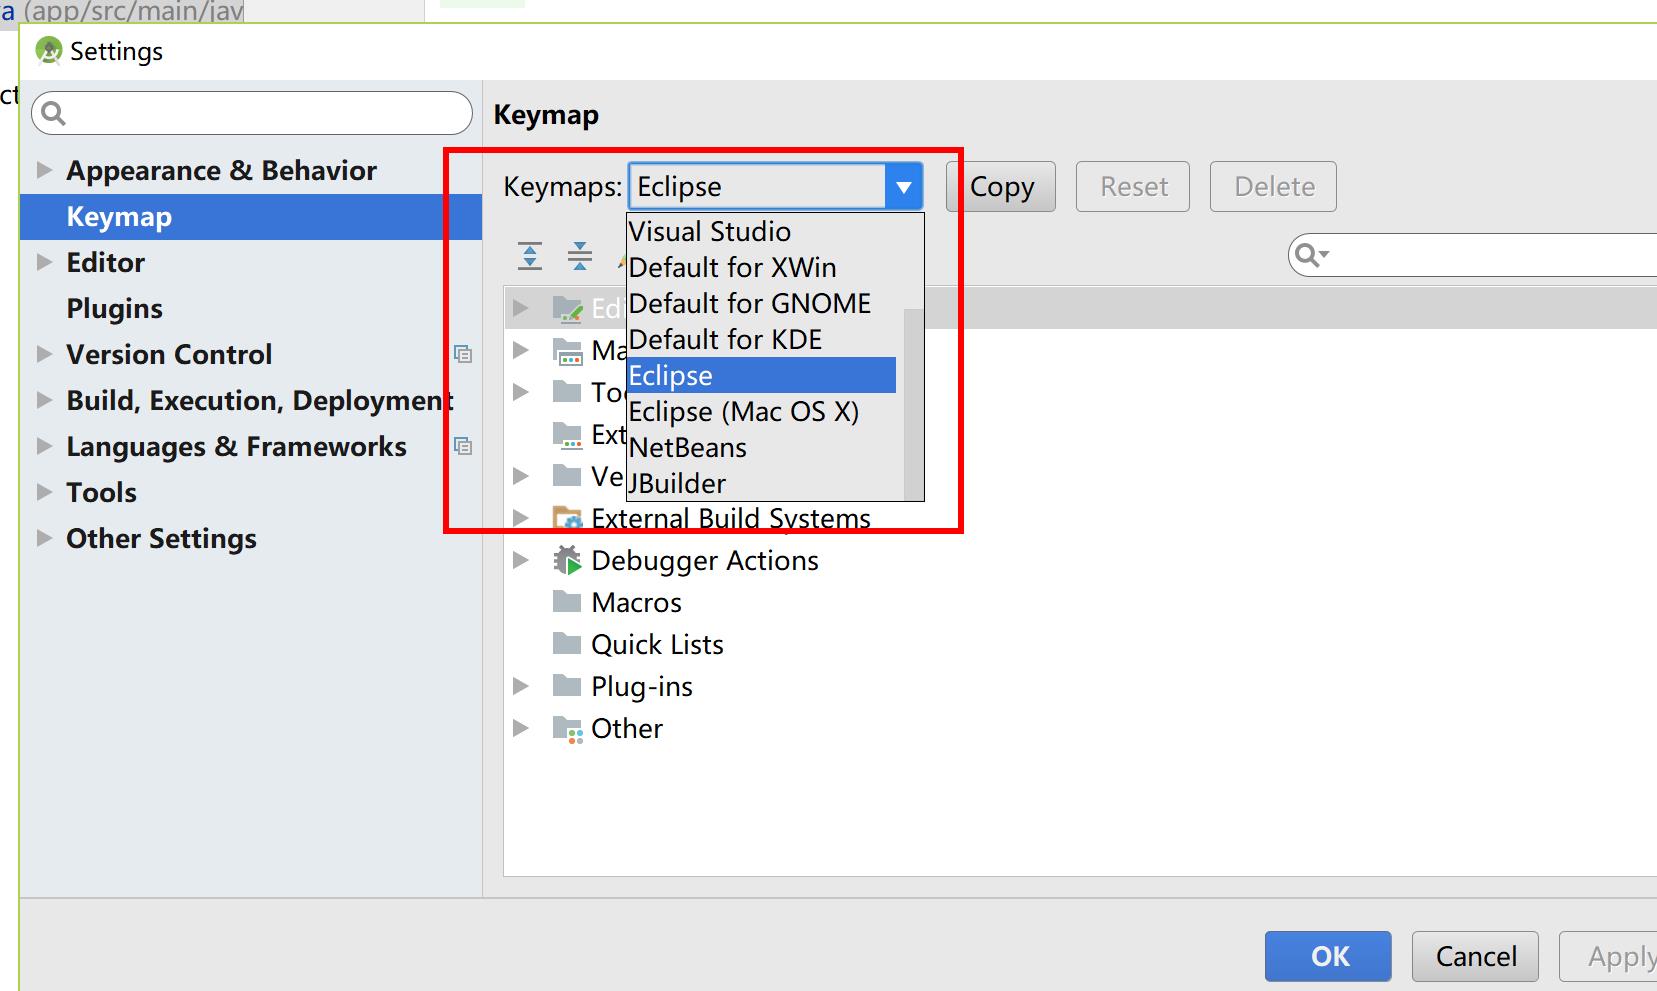 a (app/src/main/jav
Settings
ct
Keymap
Appearance & Behavior
Keymaps: Eclipse
Copy
Reset
Delete
Keymap
Visual Studio
Editor
Default for XWin
Plugins
Default for GNOME
Edi
Version Control
Default for KDE
Ma
Build, Execution, Deployment
Eclipse
Too
Languages & Frameworks
Eclipse (Mac OS X)
Ext
Tools
NetBeans
Ve
Other Settings
JBuilder
External Build Systems
Debugger Actions
Macros
Quick Lists
Plug-ins
Other
OK
Cancel
Apply